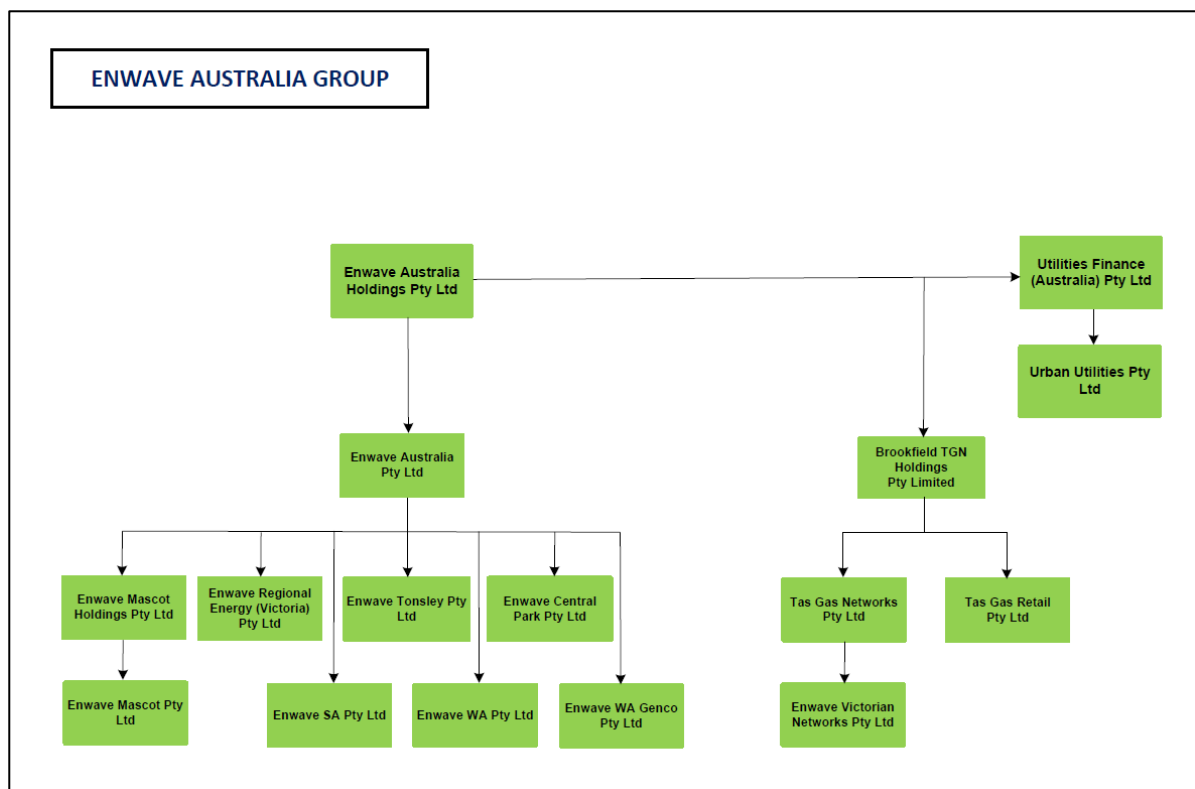 ENWAVE AUSTRALIA GROUP
Enwave Australia
Holdings Pty Ltd
Utilities Finance
(Australia) Pty Ltd
Urban Utilities Pty
Ltd
Enwave Australia
Pty Ltd
Brookfield TGN
Holdings
Pty Limited
Enwave Mascot
Holdings Pty Ltd
Enwave Regional
Energy (Victoria)
Pty Ltd
Enwave Tonsley Pty
Ltd
Enwave Central
Park Pty Ltd
Tas Gas Networks
Pty Ltd
Tas Gas Retail
Pty Ltd
Enwave Mascot Pty
Ltd
Enwave SA Pty Ltd
Enwave WA Pty Ltd
Enwave WA Genco
Pty Ltd
Enwave Victorian
Networks Pty Ltd